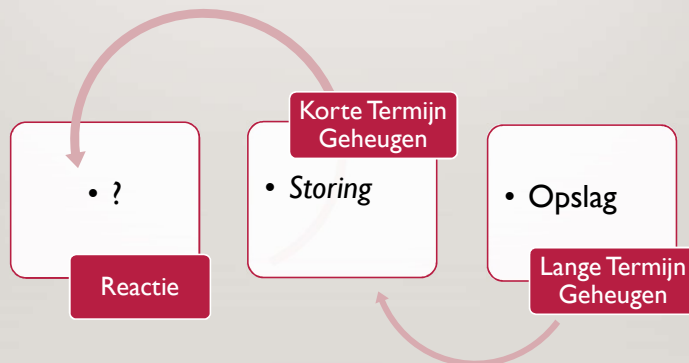 • ?
Reactie
Korte Termijn
Geheugen
• Storing
• Opslag
Lange Termijn
Geheugen